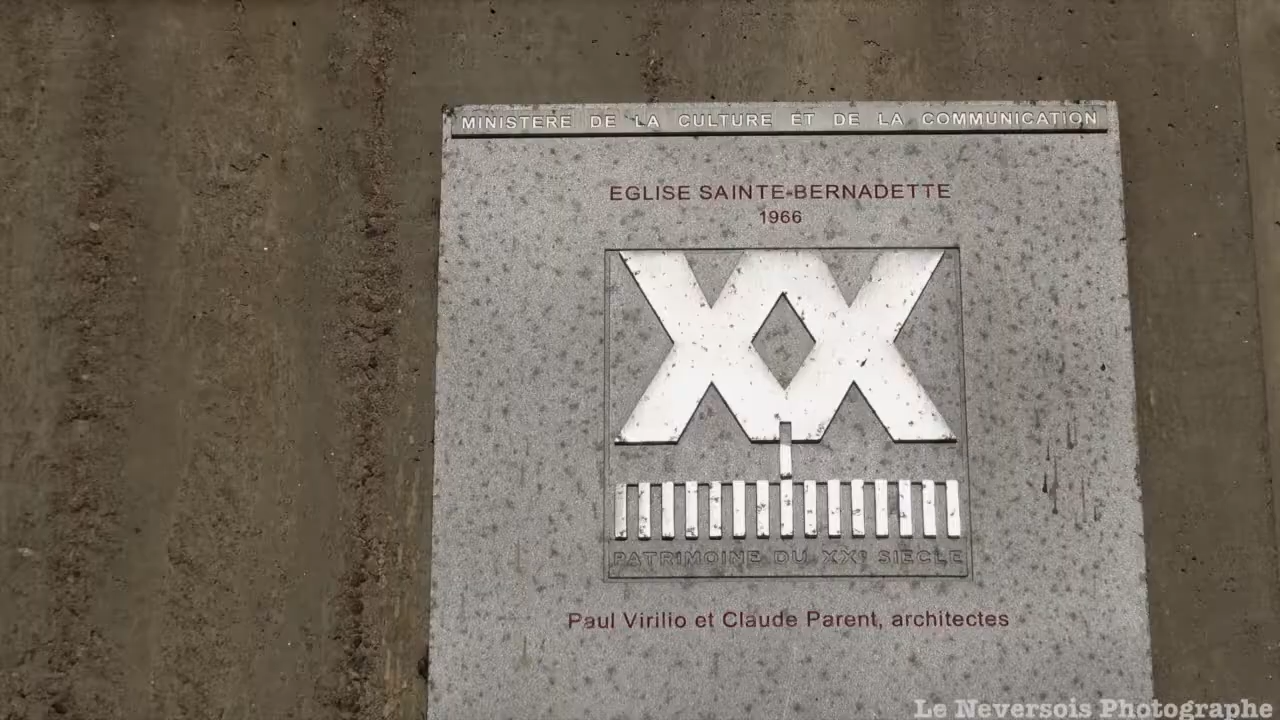 MINISTERE DE LA CULTURE ET DE LA COMMUNICATION
EGLISE SAINTE-BERNADETTE
1966
XX
PATRIMOINE DU XXe SIECLE
Paul Virilio et Claude Parent, architectes
Le Neversois Photographe